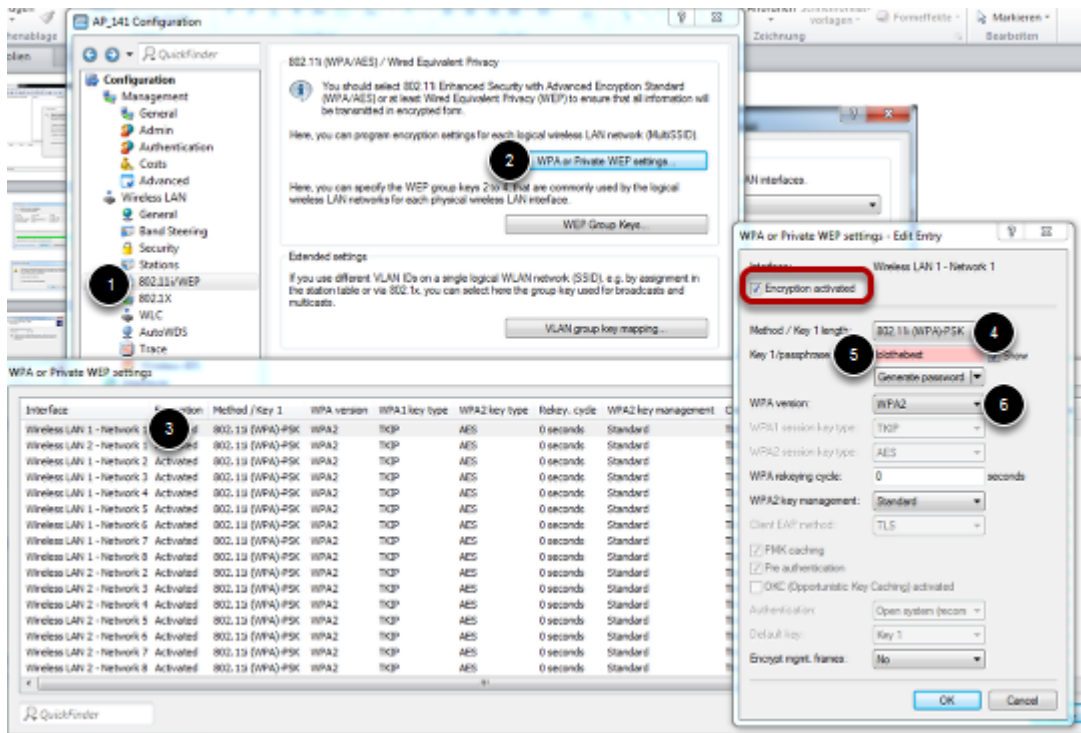 AP_141 Configuration
vorlagen
Formeffekte
Markieren
Zeichnung
Bearbeiten
QuickFinder
Configuration
Management
General
Admin
Authentication
Costs
Advanced
Wireless LAN
General
Band Steering
Security
Stations
802.11i/WEP
802.1X
WLC
AutoWDS
Trace
1
802.11i (WPA/AES) / Wired Equivalent Privacy
You should select 802.11i Enhanced Security with Advanced Encryption Standard
(WPA/AES) or at least Wired Equivalent Privacy (WEP) to ensure that all information will
be transmitted in encrypted form.
Here, you can program encryption settings for each logical wireless LAN network (MultiSSID).
2
WPA or Private WEP settings...
Here, you can specify the WEP group keys 2 to 4, that are commonly used by the logical
wireless LAN networks for each physical wireless LAN interface.
WEP Group Keys...
Extended settings
If you use different VLAN IDs on a single logical WLAN network (SSID), e.g. by assignment in
the station table or via 802.1x, you can select here the group key used for broadcasts and
multicasts.
VLAN group key mapping...
AN interfaces.
WPA or Private WEP settings
Interface Method / Key 1 WPA version WPA1 key type WPA2 key type Rekey. cycle WPA2 key management
3
Wireless LAN 1 - Network 802.11i (WPA)-PSK WPA2 TKIP AES 0 seconds Standard
Wireless LAN 2 - Network 802.11i (WPA)-PSK WPA2 TKIP AES 0 seconds Standard
Wireless LAN 1 - Network 2 Activated 802.11i (WPA)-PSK WPA2 TKIP AES 0 seconds Standard
Wireless LAN 1 - Network 3 Activated 802.11i (WPA)-PSK WPA2 TKIP AES 0 seconds Standard
Wireless LAN 1 - Network 4 Activated 802.11i (WPA)-PSK WPA2 TKIP AES 0 seconds Standard
Wireless LAN 1 - Network 5 Activated 802.11i (WPA)-PSK WPA2 TKIP AES 0 seconds Standard
Wireless LAN 1 - Network 6 Activated 802.11i (WPA)-PSK WPA2 TKIP AES 0 seconds Standard
Wireless LAN 1 - Network 7 Activated 802.11i (WPA)-PSK WPA2 TKIP AES 0 seconds Standard
Wireless LAN 1 - Network 8 Activated 802.11i (WPA)-PSK WPA2 TKIP AES 0 seconds Standard
Wireless LAN 2 - Network 2 Activated 802.11i (WPA)-PSK WPA2 TKIP AES 0 seconds Standard
Wireless LAN 2 - Network 3 Activated 802.11i (WPA)-PSK WPA2 TKIP AES 0 seconds Standard
Wireless LAN 2 - Network 4 Activated 802.11i (WPA)-PSK WPA2 TKIP AES 0 seconds Standard
Wireless LAN 2 - Network 5 Activated 802.11i (WPA)-PSK WPA2 TKIP AES 0 seconds Standard
Wireless LAN 2 - Network 6 Activated 802.11i (WPA)-PSK WPA2 TKIP AES 0 seconds Standard
Wireless LAN 2 - Network 7 Activated 802.11i (WPA)-PSK WPA2 TKIP AES 0 seconds Standard
Wireless LAN 2 - Network 8 Activated 802.11i (WPA)-PSK WPA2 TKIP AES 0 seconds Standard
QuickFinder
WPA or Private WEP settings - Edit Entry
Wireless LAN 1 - Network 1
Encryption activated
Method / Key 1 length: 802.11i (WPA)-PSK 4
Key 1/passphrase 5 Show
Generate password
WPA version: WPA2 6
WPA1 session key type: TKIP
WPA2 session key type: AES
WPA rekeying cycle: 0 seconds
WPA2 key management: Standard
Client EAP method: TLS
PMK caching
Pre authentication
OKC (Opportunistic Key Caching) activated
Authentication: Open system (recom
Default key: Key 1
Encrypt mgmt. frames: No
OK Cancel